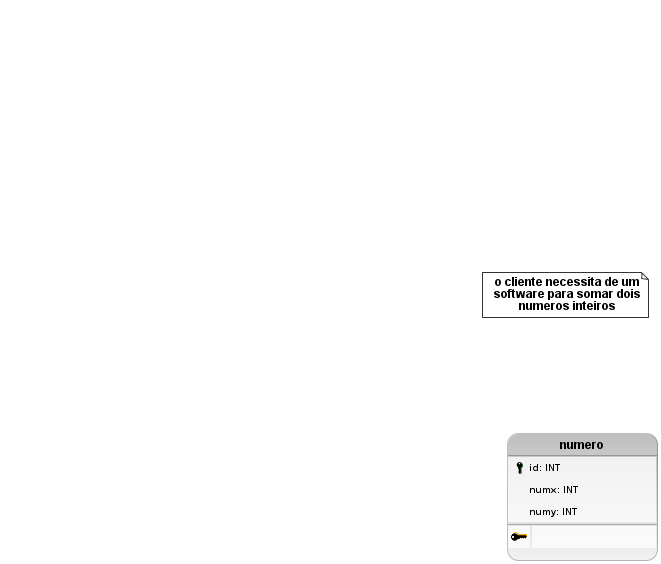 o cliente necessita de um
software para somar dois
numeros inteiros
numero
id: INT
numx: INT
numy: INT